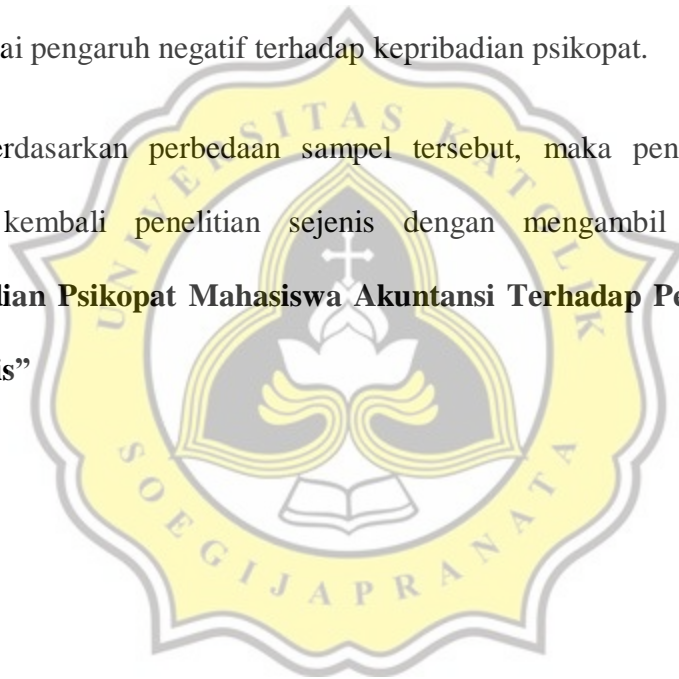 ai pengaruh negatif terhadap kepribadian psikopat.
erdasarkan perbedaan sampel tersebut, maka pen
kembali penelitian sejenis dengan mengambil
dian Psikopat Mahasiswa Akuntansi Terhadap Pe
is”
UNIVERSITAS KATOLIK
SOEGIJAPRANATA